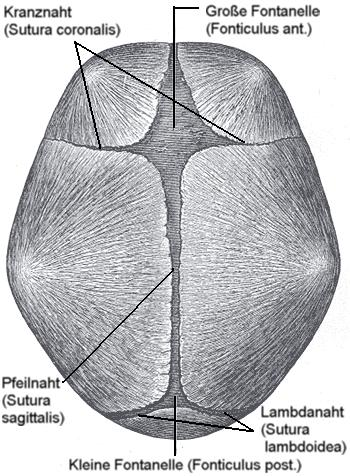 Kranznaht
(Sutura coronalis)
Große Fontanelle
(Fonticulus ant.)
Pfeilnaht
(Sutura
sagittalis)
Lambdanaht
(Sutura
lambdoidea)
Kleine Fontanelle (Fonticulus post.)